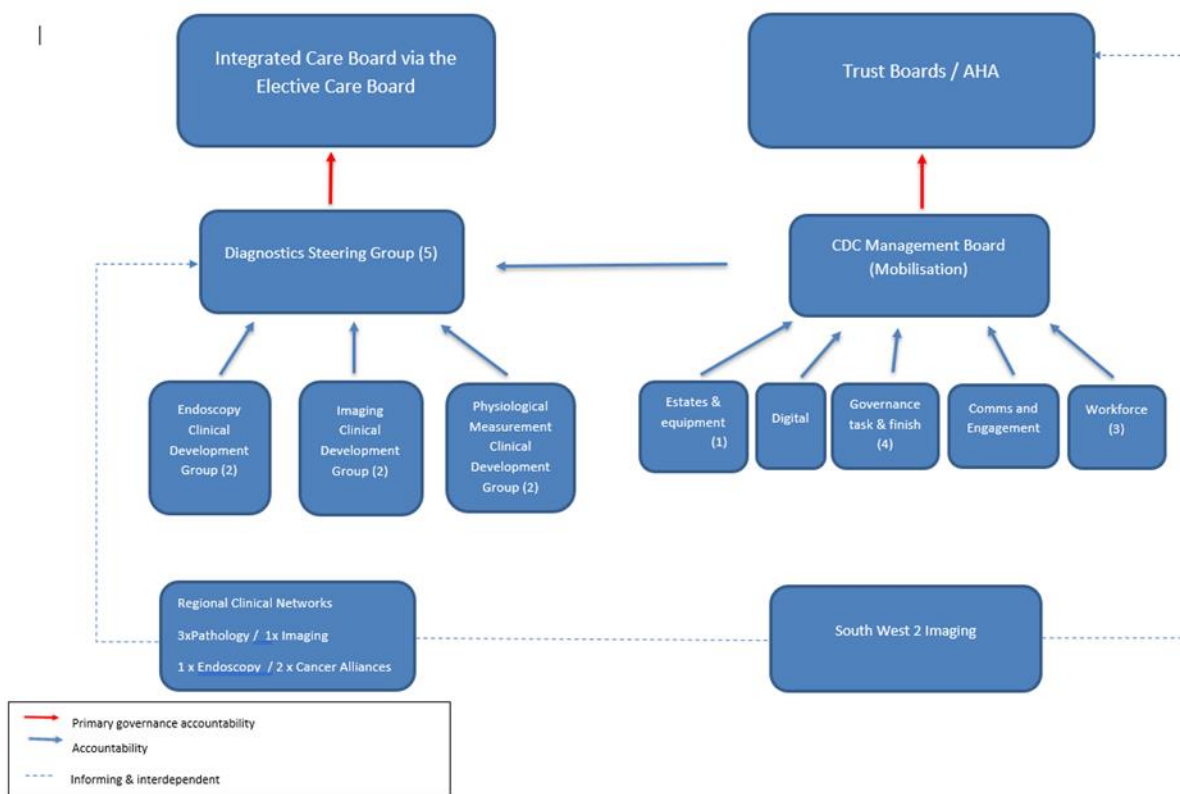 Integrated Care Board via the
Elective Care Board
Trust Boards / AHA
Diagnostics Steering Group (5)
CDC Management Board
(Mobilisation)
Endoscopy
Clinical
Development
Group (2)
Imaging
Clinical
Development
Group (2)
Physiological
Measurement
Clinical
Development
Group (2)
Estates &
equipment
(1)
Digital
Governance
task & finish
(4)
Comms and
Engagement
Workforce
(3)
Regional Clinical Networks
3xPathology / 1x Imaging
1 x Endoscopy / 2 x Cancer Alliances
South West 2 Imaging
Primary governance accountability
Accountability
Informing & interdependent